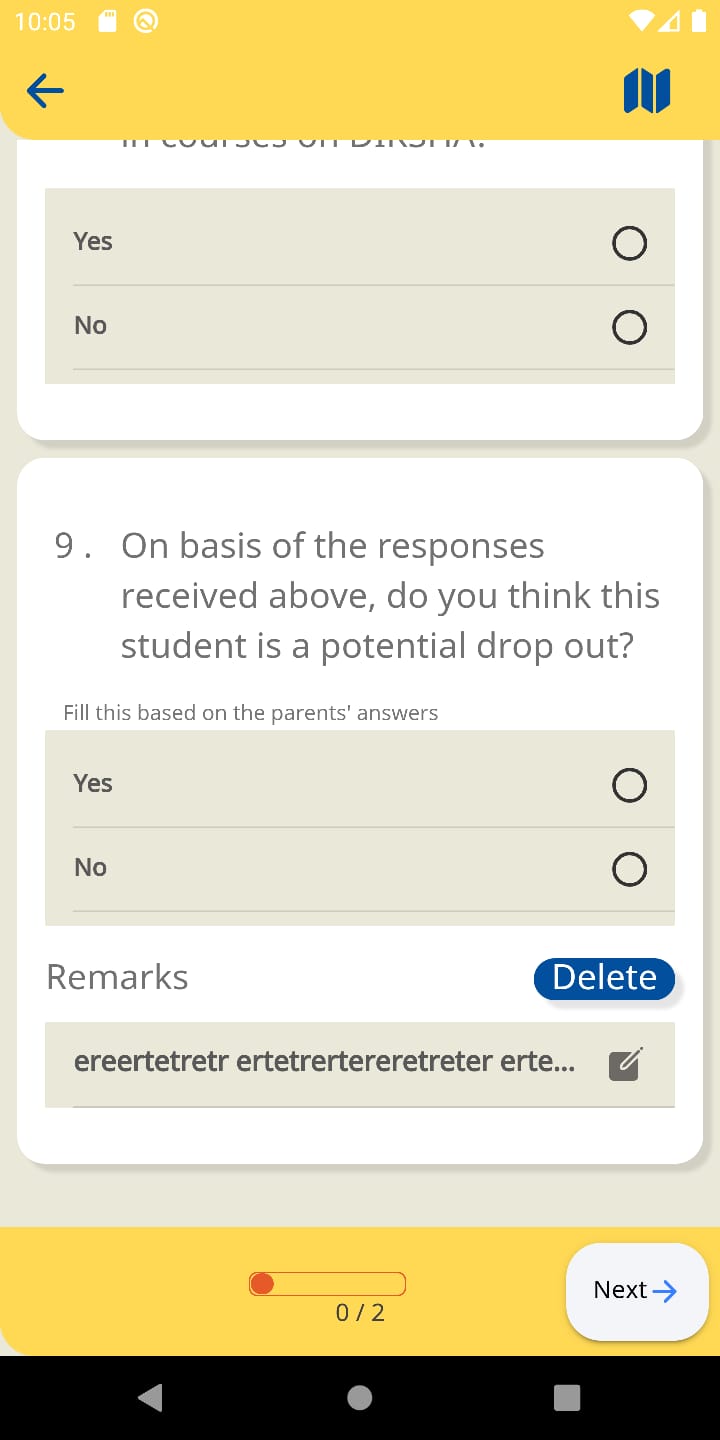 10:05
in courses on DIKSHA?
Yes
No
9 . On basis of the responses
received above, do you think this
student is a potential drop out?
Fill this based on the parents' answers
Yes
No
Remarks
Delete
ereertetretr ertetrertereretreter erte...
0 / 2
Next